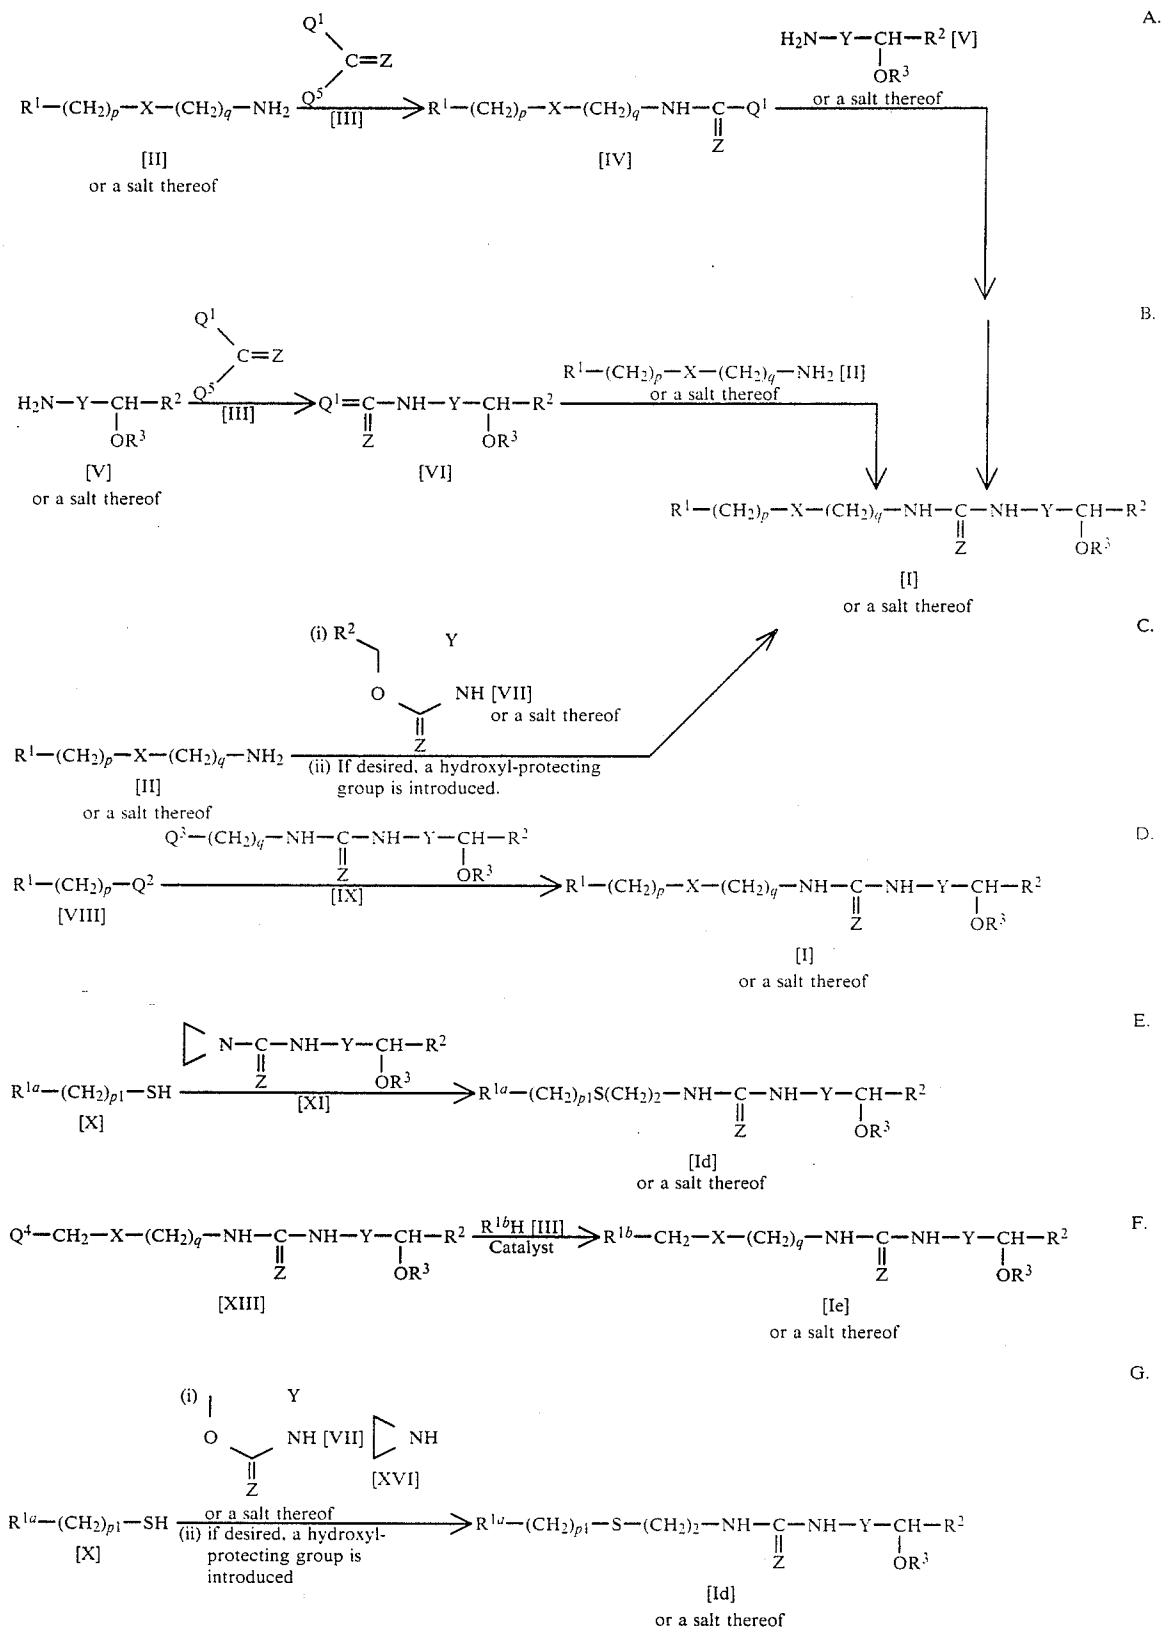 A.
Q¹
C=Z
Q⁵
H₂N—Y—CH—R² [V]
OR³
or a salt thereof
R¹—(CH₂)ₚ—X—(CH₂)q—NH₂
[III]
R¹—(CH₂)ₚ—X—(CH₂)q—NH—C—Q¹
Z
[II]
or a salt thereof
[IV]
B.
Q¹
C=Z
Q⁵
R¹—(CH₂)ₚ—X—(CH₂)q—NH₂ [II]
or a salt thereof
H₂N—Y—CH—R²
OR³
[III]
Q¹=C—NH—Y—CH—R²
Z
OR³
[V]
or a salt thereof
[VI]
R¹—(CH₂)ₚ—X—(CH₂)q—NH—C—NH—Y—CH—R²
Z
OR³
[I]
or a salt thereof
C.
(i) R²
Y
O
NH [VII]
or a salt thereof
Z
R¹—(CH₂)ₚ—X—(CH₂)q—NH₂
(ii) If desired, a hydroxyl-protecting
group is introduced.
[II]
or a salt thereof
D.
Q³—(CH₂)q—NH—C—NH—Y—CH—R²
Z
OR³
R¹—(CH₂)ₚ—Q²
[IX]
R¹—(CH₂)ₚ—X—(CH₂)q—NH—C—NH—Y—CH—R²
Z
OR³
[VIII]
[I]
or a salt thereof
E.
N—C—NH—Y—CH—R²
Z
OR³
R¹ᵃ—(CH₂)ₚ₁—SH
[XI]
R¹ᵃ—(CH₂)ₚ₁S(CH₂)₂—NH—C—NH—Y—CH—R²
Z
OR³
[X]
[Id]
or a salt thereof
F.
Q⁴—CH₂—X—(CH₂)q—NH—C—NH—Y—CH—R²
Z
OR³
R¹ᵇH [III]
Catalyst
R¹ᵇ—CH₂—X—(CH₂)q—NH—C—NH—Y—CH—R²
Z
OR³
[XIII]
[Ie]
or a salt thereof
G.
(i)
Y
O
NH [VII]
NH
Z
[XVI]
or a salt thereof
R¹ᵃ—(CH₂)ₚ₁—SH
(ii) if desired, a hydroxyl-
protecting group is
introduced
R¹ᵃ—(CH₂)ₚ₁—S—(CH₂)₂—NH—C—NH—Y—CH—R²
Z
OR³
[X]
[Id]
or a salt thereof